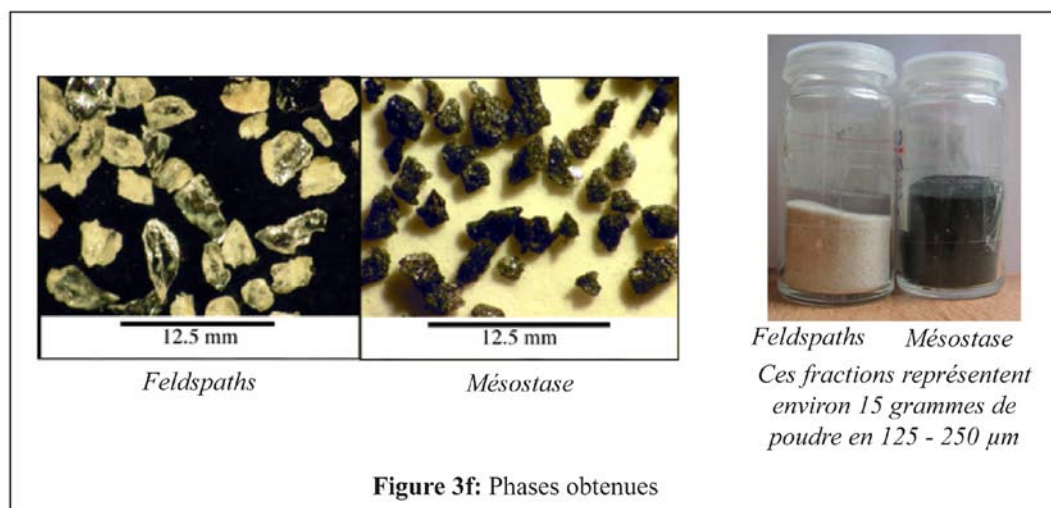 12.5 mm
12.5 mm
Feldspaths
Mésostase
Feldspaths
Mésostase
Ces fractions représentent
environ 15 grammes de
poudre en 125 - 250 µm
Figure 3f: Phases obtenues